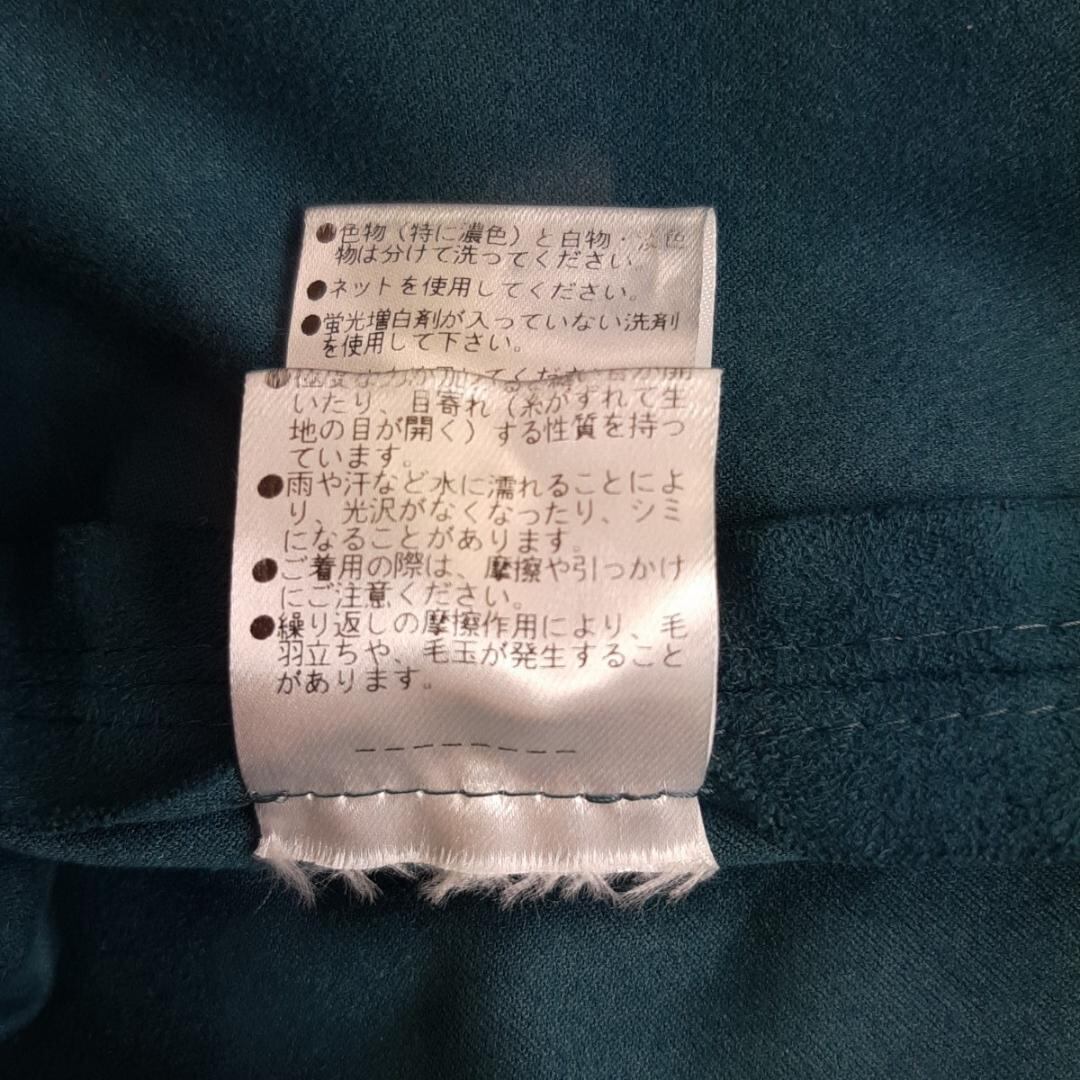 ●色物（特に濃色）と白物・淡色
物は分けて洗ってください。
●ネットを使用してください。
●蛍光増白剤が入っていない洗剤
を使用して下さい。
いたり、目寄れ（糸がずれて生
地の目が開く）する性質を持っ
ています。
●雨や汗など水に濡れることによ
り、光沢がなくなったり、シミ
になることがあります。
●ご着用の際は、摩擦や引っかけ
にご注意ください。
●繰り返しの摩擦作用により、毛
羽立ちや、毛玉が発生すること
があります。